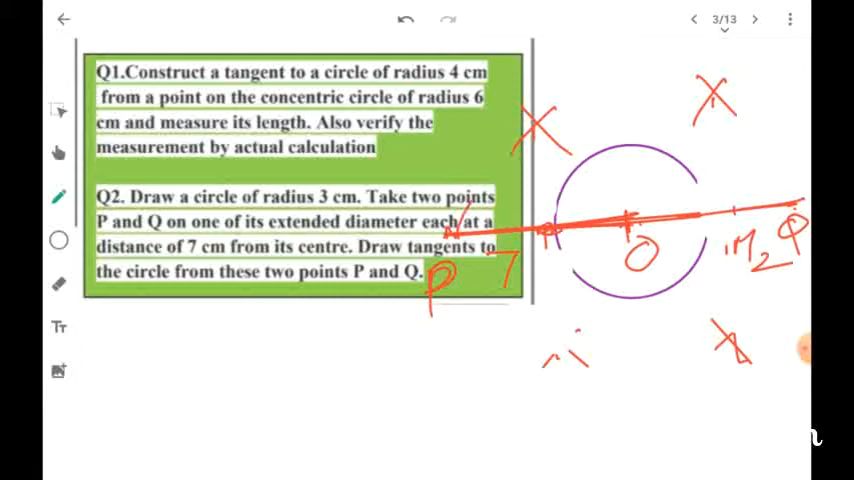 3/13
Q1.Construct a tangent to a circle of radius 4 cm
from a point on the concentric circle of radius 6
cm and measure its length. Also verify the
measurement by actual calculation
Q2. Draw a circle of radius 3 cm. Take two points
P and Q on one of its extended diameter each at a
distance of 7 cm from its centre. Draw tangents to
the circle from these two points P and Q.
P
7
O
M2
Q
Tт
n